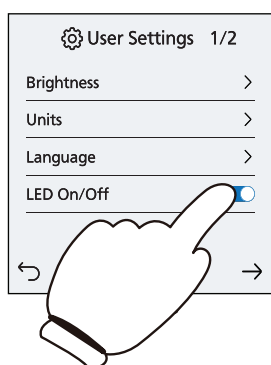 User Settings 1/2
Brightness
Units
Language
LED On/Off